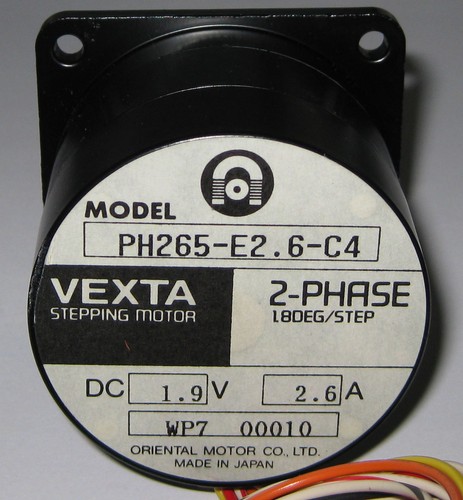 MODEL
PH265-E2.6-C4
VEXTA
STEPPING MOTOR
2-PHASE
1.8DEG/STEP
DC 1.9 V 2.6 A
WP7 00010
ORIENTAL MOTOR CO., LTD.
MADE IN JAPAN